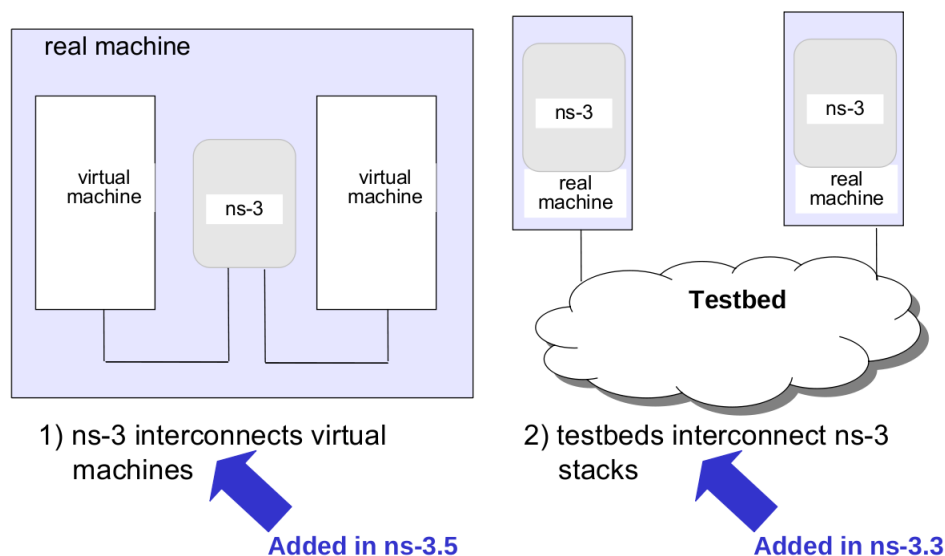 real machine
virtual
machine
ns-3
virtual
machine
1) ns-3 interconnects virtual
machines
Added in ns-3.5
ns-3
real
machine
ns-3
real
machine
Testbed
2) testbeds interconnect ns-3
stacks
Added in ns-3.3